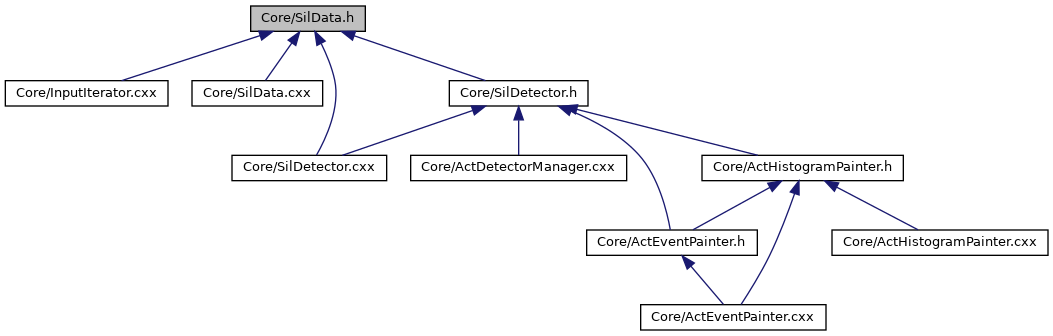 Core/SilData.h
Core/InputIterator.cxx
Core/SilData.cxx
Core/SilDetector.h
Core/SilDetector.cxx
Core/ActDetectorManager.cxx
Core/ActHistogramPainter.h
Core/ActEventPainter.h
Core/ActHistogramPainter.cxx
Core/ActEventPainter.cxx